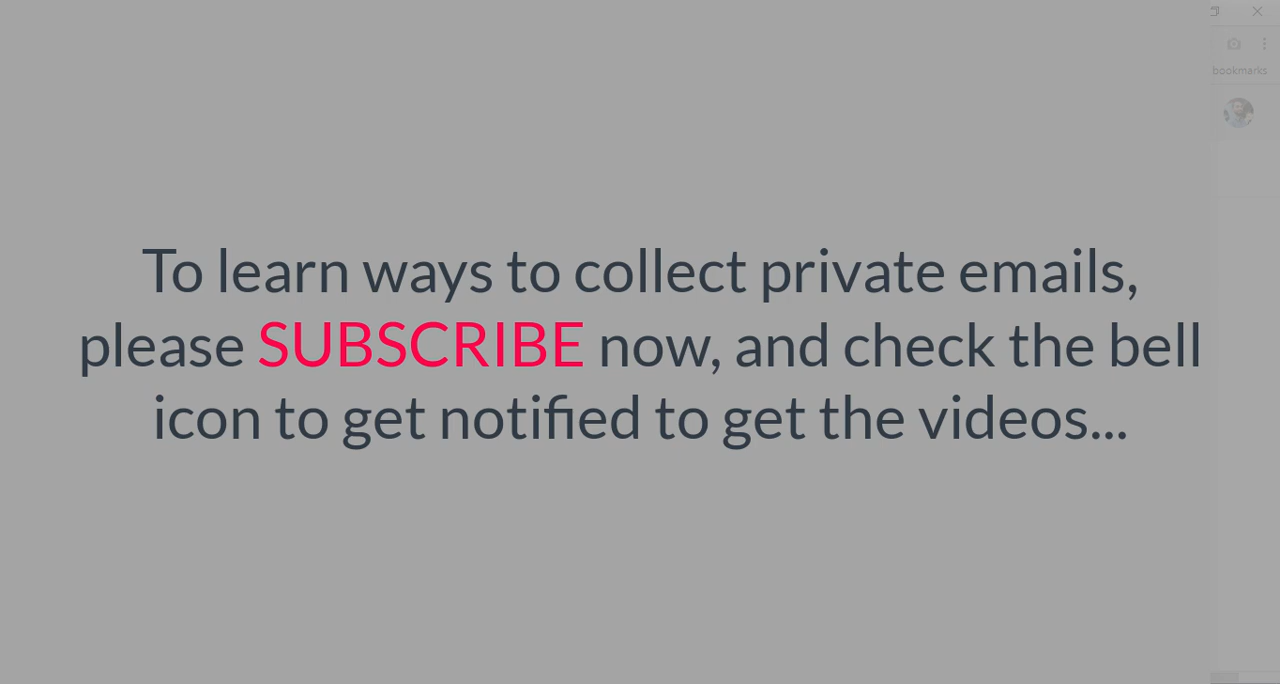 bookmarks
To learn ways to collect private emails,
please SUBSCRIBE now, and check the bell
icon to get notified to get the videos...